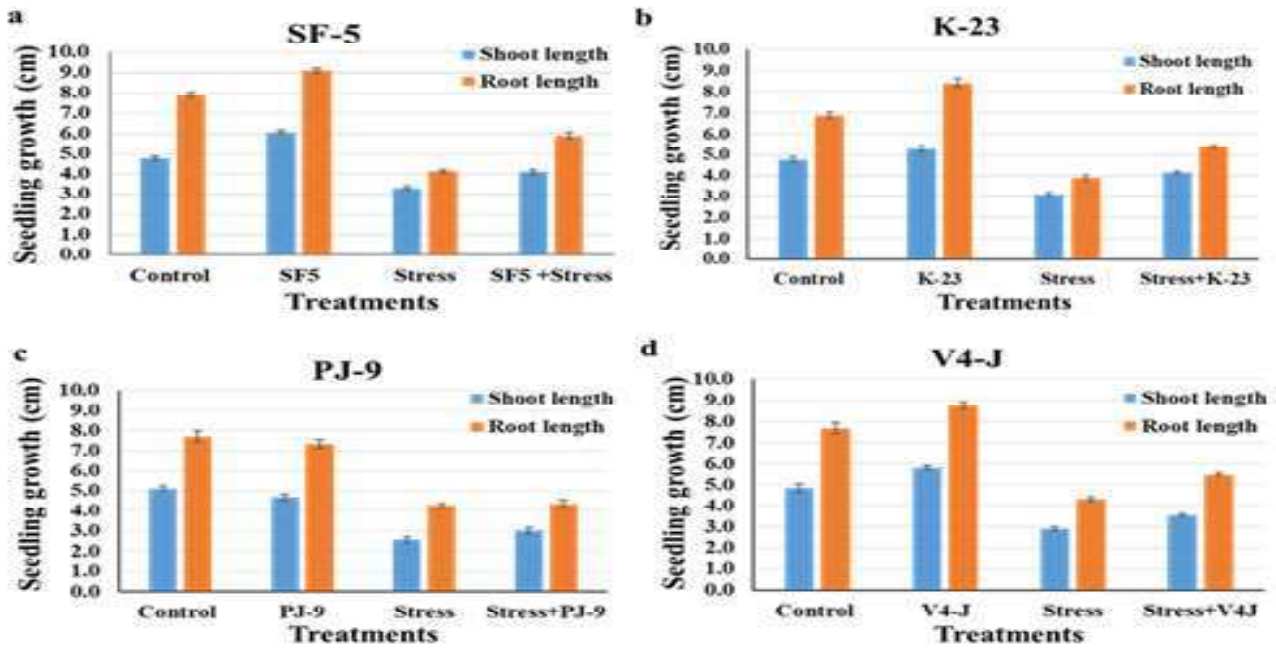 a
SF-5
Seedling growth (cm)
10.0
9.0
8.0
7.0
6.0
5.0
4.0
3.0
2.0
1.0
0.0
Shoot length
Root length
Control SF5 Stress SF5 +Stress
Treatments
b
K-23
Seedling growth (cm)
10.0
9.0
8.0
7.0
6.0
5.0
4.0
3.0
2.0
1.0
0.0
Shoot length
Root length
Control K-23 Stress Stress+K-23
Treatments
c
PJ-9
Seedling growth (cm)
10.0
9.0
8.0
7.0
6.0
5.0
4.0
3.0
2.0
1.0
0.0
Shoot length
Root length
Control PJ-9 Stress Stress+PJ-9
Treatments
d
V4-J
Seedling growth (cm)
10.0
9.0
8.0
7.0
6.0
5.0
4.0
3.0
2.0
1.0
0.0
Shoot length
Root length
Control V4-J Stress Stress+V4J
Treatments